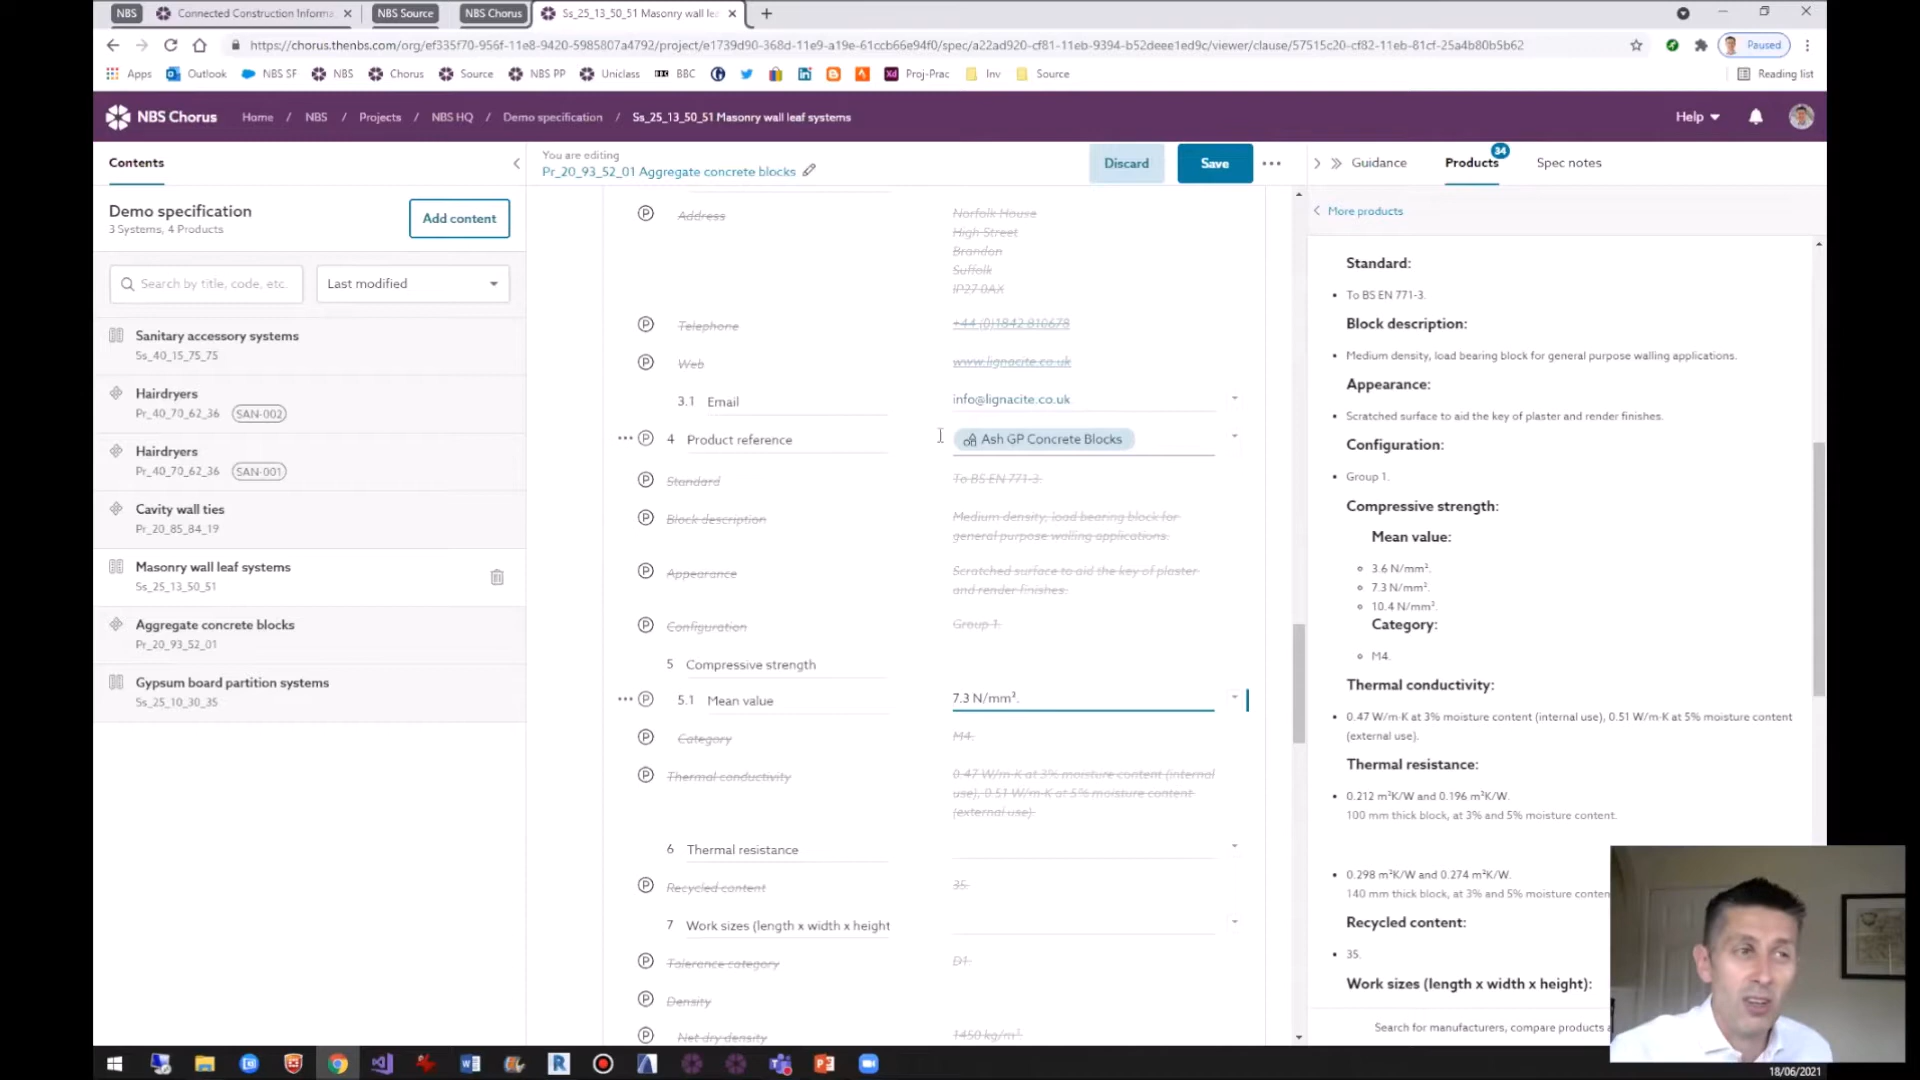 NBS
Connected Construction Informa
NBS Source
NBS Chorus
Ss_25_13_50_51 Masonry wall lea
https://chorus.thenbs.com/org/ef335f70-956f-11e8-9420-5985807a4792/project/e1739d90-368d-11e9-a19e-61ccb66e94f0/spec/a22ad920-cf81-11eb-9394-b52deee1ed9c/viewer/clause/57515c20-cf82-11eb-81cf-25a4b80b5b62
Paused
Apps
Outlook
NBS SF
NBS
Chorus
Source
NBS PP
Uniclass
BBC
Proj-Prac
Inv
Source
Reading list
NBS Chorus
Home / NBS / Projects / NBS HQ / Demo specification / Ss_25_13_50_51 Masonry wall leaf systems
Help
Contents
Demo specification
3 Systems, 4 Products
Add content
Search by title, code, etc.
Last modified
Sanitary accessory systems
Ss_40_15_75_75
Hairdryers
Pr_40_70_62_36 SAN-002
Hairdryers
Pr_40_70_62_36 SAN-001
Cavity wall ties
Pr_20_85_84_19
Masonry wall leaf systems
Ss_25_13_50_51
Aggregate concrete blocks
Pr_20_93_52_01
Gypsum board partition systems
Ss_25_10_30_35
You are editing
Pr_20_93_52_01 Aggregate concrete blocks
Discard
Save
P Address Norfolk House
High Street
Brandon
Suffolk
IP27 0AX
P Telephone +44 (0)1842 810678
P Web www.lignacite.co.uk
3.1 Email info@lignacite.co.uk
P 4 Product reference Ash GP Concrete Blocks
P Standard To BS EN 771-3.
P Block description Medium density, load bearing block for
general purpose walling applications.
P Appearance Scratched surface to aid the key of plaster
and render finishes.
P Configuration Group 1.
5 Compressive strength
P 5.1 Mean value 7.3 N/mm².
P Category M4.
P Thermal conductivity 0.47 W/m·K at 3% moisture content (internal
use), 0.51 W/m·K at 5% moisture content
(external use).
6 Thermal resistance
P Recycled content 35.
7 Work sizes (length x width x height
P Tolerance category D1.
P Density
P Net dry density 1450 kg/m³.
Guidance
Products
34
Spec notes
More products
Standard:
• To BS EN 771-3.
Block description:
• Medium density, load bearing block for general purpose walling applications.
Appearance:
• Scratched surface to aid the key of plaster and render finishes.
Configuration:
• Group 1.
Compressive strength:
Mean value:
3.6 N/mm².
7.3 N/mm².
10.4 N/mm².
Category:
M4.
Thermal conductivity:
• 0.47 W/m·K at 3% moisture content (internal use), 0.51 W/m·K at 5% moisture content
(external use).
Thermal resistance:
• 0.212 m²K/W and 0.196 m²K/W.
100 mm thick block, at 3% and 5% moisture content.
• 0.298 m²K/W and 0.274 m²K/W.
140 mm thick block, at 3% and 5% moisture conten
Recycled content:
• 35.
Work sizes (length x width x height):
Search for manufacturers, compare products a
18/06/2021